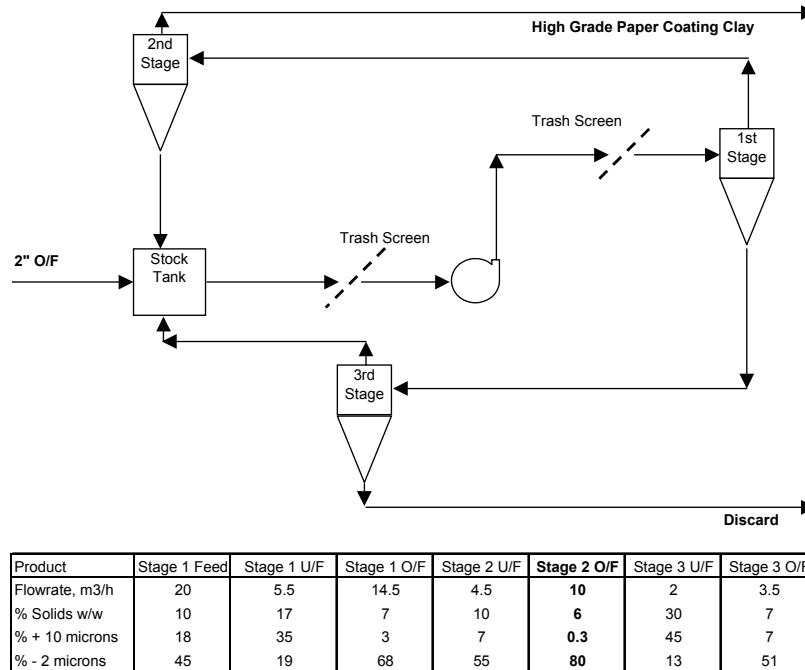 High Grade Paper Coating Clay
2nd
Stage
Trash Screen
1st
Stage
Trash Screen
2" O/F
Stock
Tank
3rd
Stage
Discard
Product Stage 1 Feed Stage 1 U/F Stage 1 O/F Stage 2 U/F Stage 2 O/F Stage 3 U/F Stage 3 O/F
Flowrate, m3/h 20 5.5 14.5 4.5 10 2 3.5
% Solids w/w 10 17 7 10 6 30 7
% + 10 microns 18 35 3 7 0.3 45 7
% - 2 microns 45 19 68 55 80 13 51